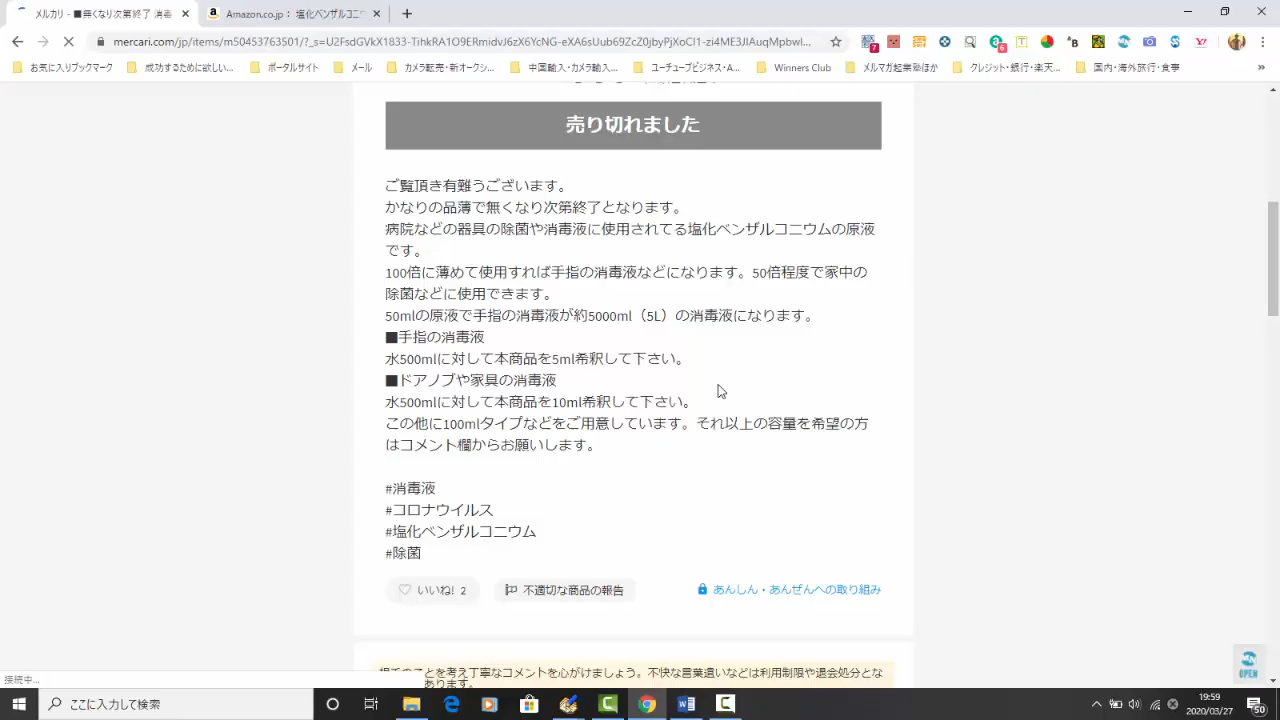 メルカリ - ■無くなり次第終了 消毒
Amazon.co.jp： 塩化ベンザルコニウ
mercari.com/jp/items/m50453763501/?_s=U2FsdGVkX1833-TihkRA1O9ERmidvJ6zX6YcNG-eXA6sUub69ZcZ0jbyPjXoCI1-zi4ME3JIAuqMpbwl...
お気に入りブックマーク
成功するために欲しい...
ポータルサイト
メール
カメラ転売・新オークシ...
中国輸入・カメラ輸入...
ユーチューブビジネス・A...
Winners Club
メルマガ起業塾ほか
クレジット・銀行・楽天...
国内・海外旅行・食事
売り切れました
ご覧頂き有難うございます。
かなりの品薄で無くなり次第終了となります。
病院などの器具の除菌や消毒液に使用されてる塩化ベンザルコニウムの原液
です。
100倍に薄めて使用すれば手指の消毒液などになります。50倍程度で家中の
除菌などに使用できます。
50mlの原液で手指の消毒液が約5000ml（5L）の消毒液になります。
■手指の消毒液
水500mlに対して本商品を5ml希釈して下さい。
■ドアノブや家具の消毒液
水500mlに対して本商品を10ml希釈して下さい。
この他に100mlタイプなどをご用意しています。それ以上の容量を希望の方
はコメント欄からお願いします。
#消毒液
#コロナウイルス
#塩化ベンザルコニウム
#除菌
いいね! 2
不適切な商品の報告
あんしん・あんぜんへの取り組み
相手のことを考え丁寧なコメントを心がけましょう。不快な言葉遣いなどは利用制限や退会処分とな
あります。
接続中...
OPEN
ここに入力して検索
19:59
2020/03/27
50